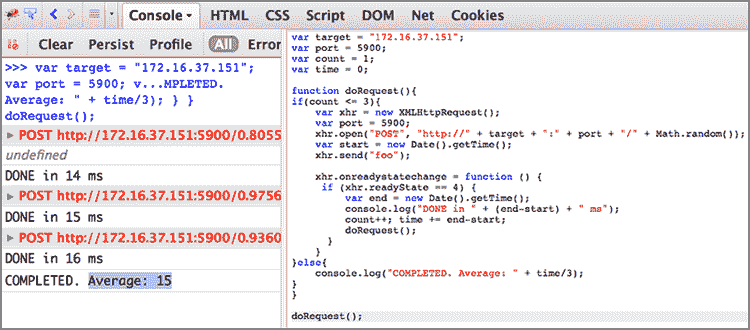 Console HTML CSS Script DOM Net Cookies
Clear Persist Profile All Error
>>> var target = "172.16.37.151";
var port = 5900; v...MPLETED.
Average: " + time/3); } }
doRequest();
POST http://172.16.37.151:5900/0.8055
undefined
DONE in 14 ms
POST http://172.16.37.151:5900/0.9756
DONE in 15 ms
POST http://172.16.37.151:5900/0.9360
DONE in 16 ms
COMPLETED. Average: 15
var target = "172.16.37.151";
var port = 5900;
var count = 1;
var time = 0;
function doRequest(){
if(count <= 3){
var xhr = new XMLHttpRequest();
var port = 5900;
xhr.open("POST", "http://" + target + ":" + port + "/" + Math.random());
var start = new Date().getTime();
xhr.send("foo");
xhr.onreadystatechange = function () {
if (xhr.readyState == 4) {
var end = new Date().getTime();
console.log("DONE in " + (end-start) + " ms");
count++; time += end-start;
doRequest();
}
}
}else{
console.log("COMPLETED. Average: " + time/3);
}
}
doRequest();